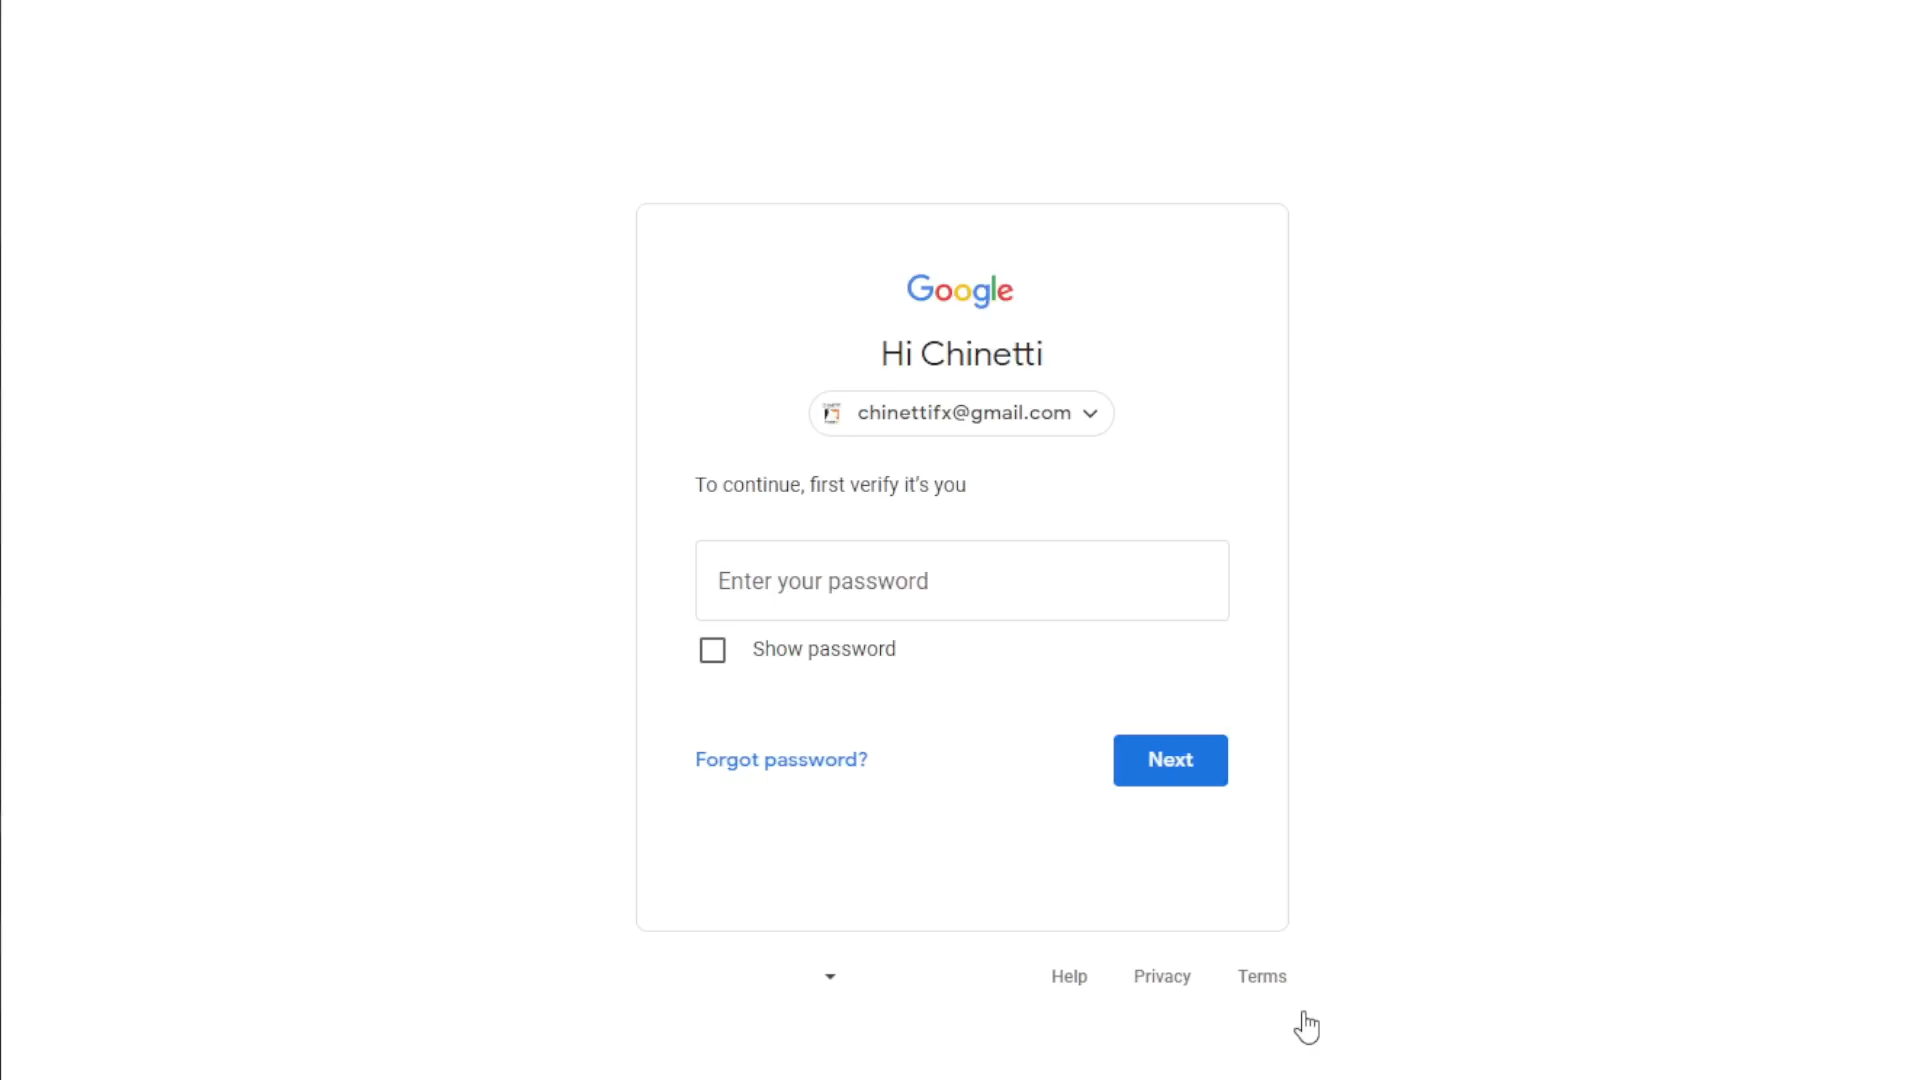 Google
Hi Chinetti
chinettifx@gmail.com
To continue, first verify it's you
Enter your password
Show password
Forgot password?
Next
Help Privacy Terms